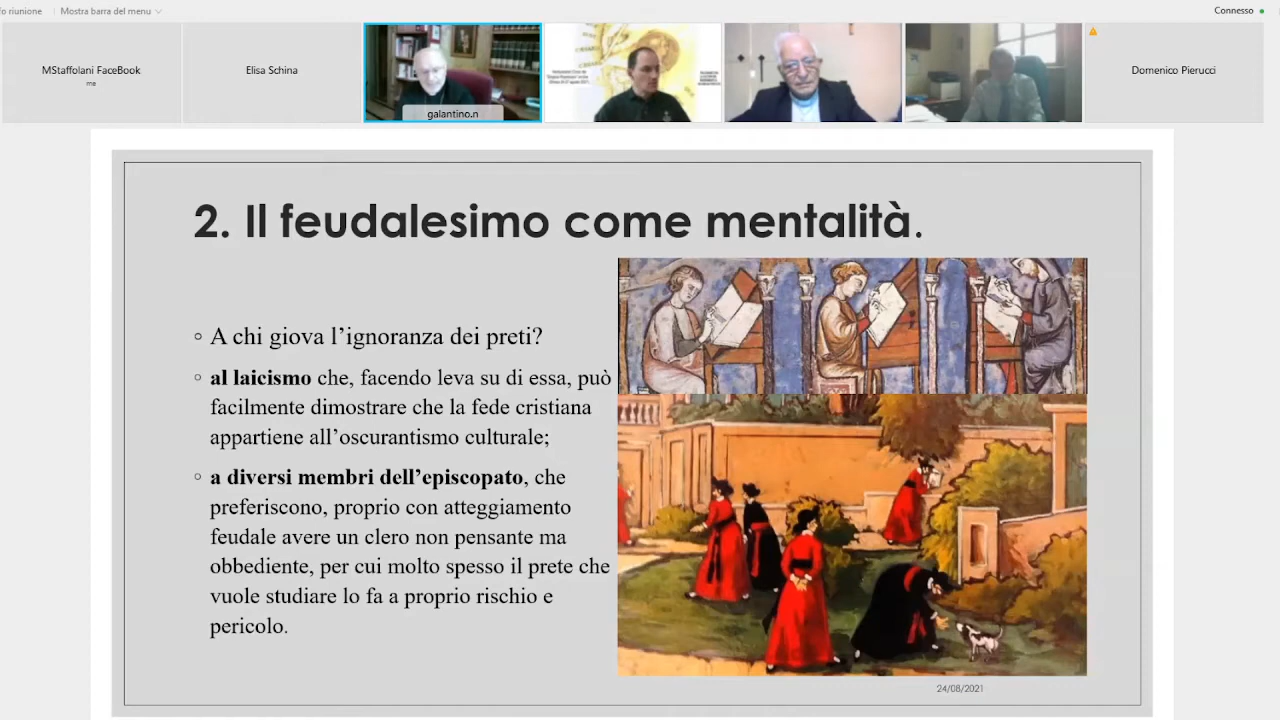 fo riunione Mostra barra del menu Connesso
MStaffolani FaceBook
me
Elisa Schi
galantino.n
Domenico Pierucci
2. Il feudalesimo come mentalità.
A chi giova l’ignoranza dei preti?
al laicismo che, facendo leva su di essa, può
facilmente dimostrare che la fede cristiana
appartiene all’oscurantismo culturale;
a diversi membri dell’episcopato, che
preferiscono, proprio con atteggiamento
feudale avere un clero non pensante ma
obbediente, per cui molto spesso il prete che
vuole studiare lo fa a proprio rischio e
pericolo.
24/08/2021